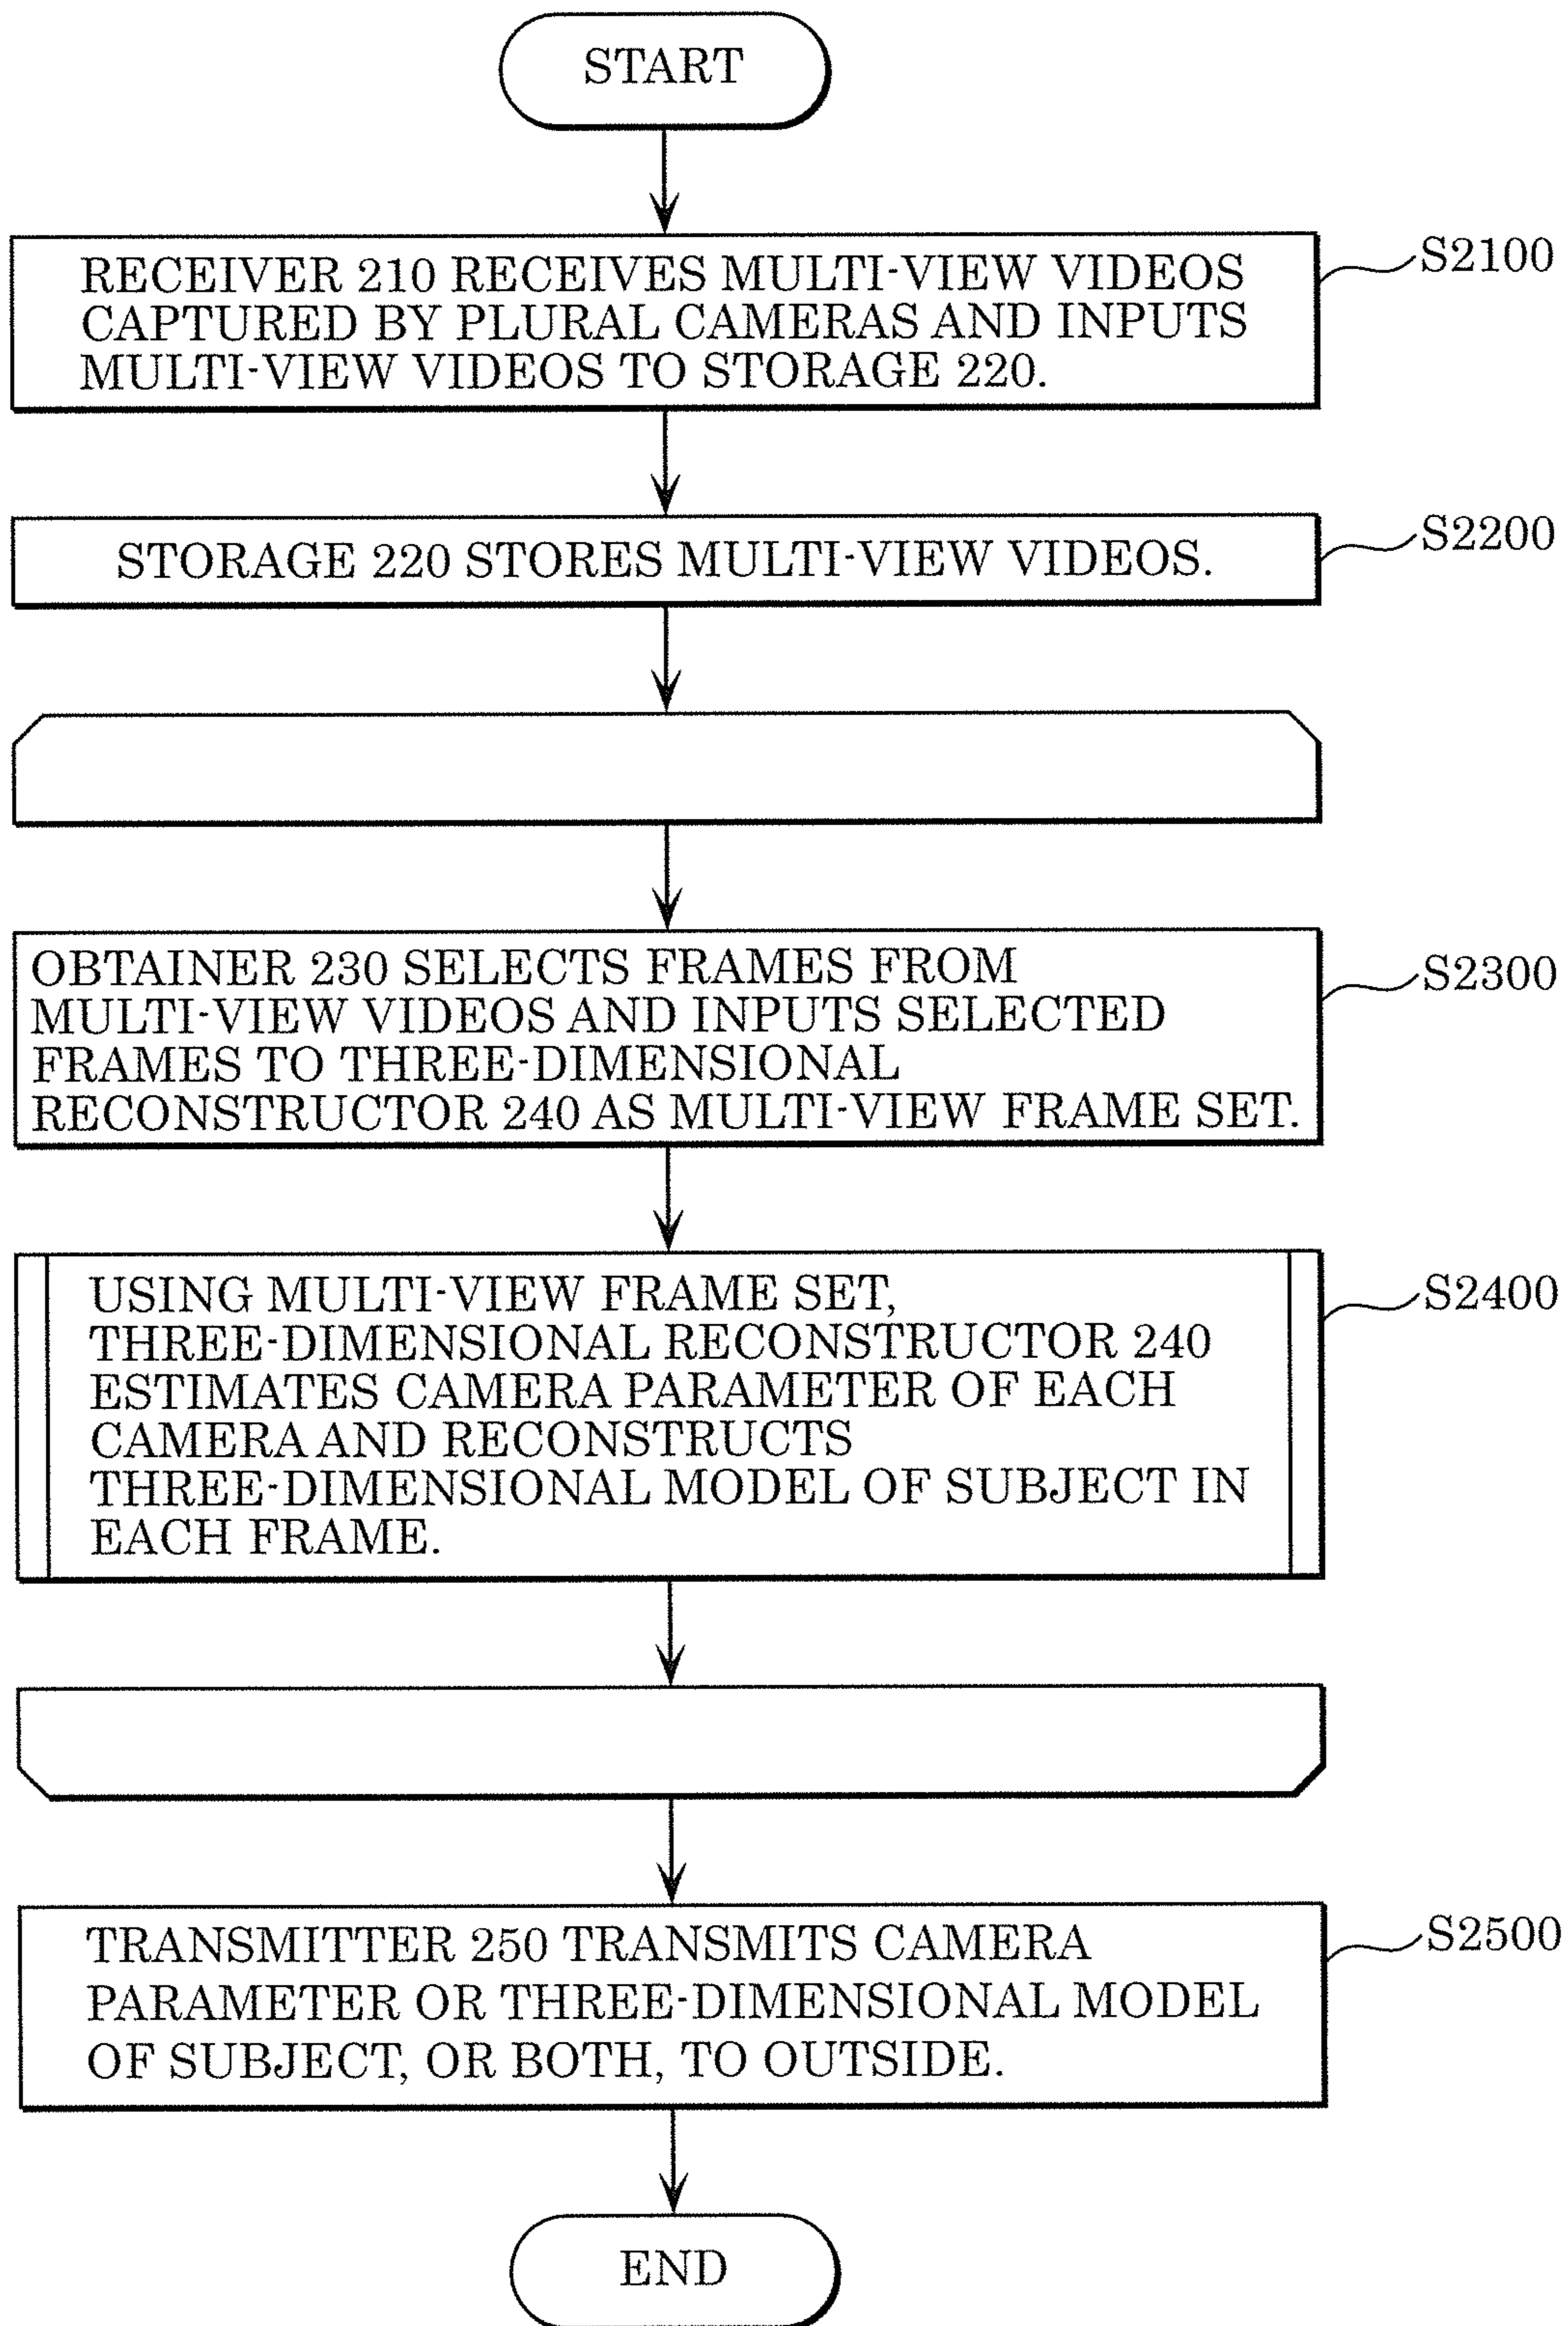 START
RECEIVER 210 RECEIVES MULTI-VIEW VIDEOS
CAPTURED BY PLURAL CAMERAS AND INPUTS
MULTI-VIEW VIDEOS TO STORAGE 220.
S2100
STORAGE 220 STORES MULTI-VIEW VIDEOS.
S2200
OBTAINER 230 SELECTS FRAMES FROM
MULTI-VIEW VIDEOS AND INPUTS SELECTED
FRAMES TO THREE-DIMENSIONAL
RECONSTRUCTOR 240 AS MULTI-VIEW FRAME SET.
S2300
USING MULTI-VIEW FRAME SET,
THREE-DIMENSIONAL RECONSTRUCTOR 240
ESTIMATES CAMERA PARAMETER OF EACH
CAMERA AND RECONSTRUCTS
THREE-DIMENSIONAL MODEL OF SUBJECT IN
EACH FRAME.
S2400
TRANSMITTER 250 TRANSMITS CAMERA
PARAMETER OR THREE-DIMENSIONAL MODEL
OF SUBJECT, OR BOTH, TO OUTSIDE.
S2500
END